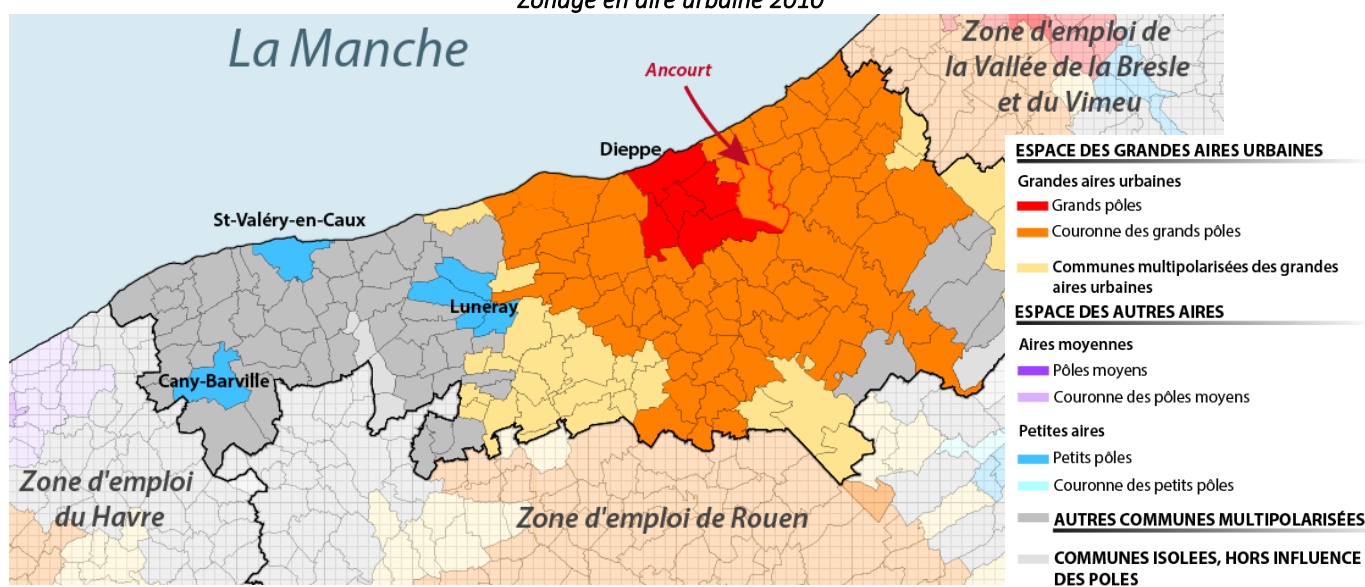 Zonage en aire urbaine 2010
La Manche
Zone d'emploi de
la Vallée de la Bresle
et du Vimeu
Ancourt
Dieppe
St-Valéry-en-Caux
Luneray
Cany-Barville
Zone d'emploi
du Havre
Zone d'emploi de Rouen
ESPACE DES GRANDES AIRES URBAINES
Grandes aires urbaines
Grands pôles
Couronne des grands pôles
Communes multipolarisées des grandes
aires urbaines
ESPACE DES AUTRES AIRES
Aires moyennes
Pôles moyens
Couronne des pôles moyens
Petites aires
Petits pôles
Couronne des petits pôles
AUTRES COMMUNES MULTIPOLARISÉES
COMMUNES ISOLEES, HORS INFLUENCE
DES POLES